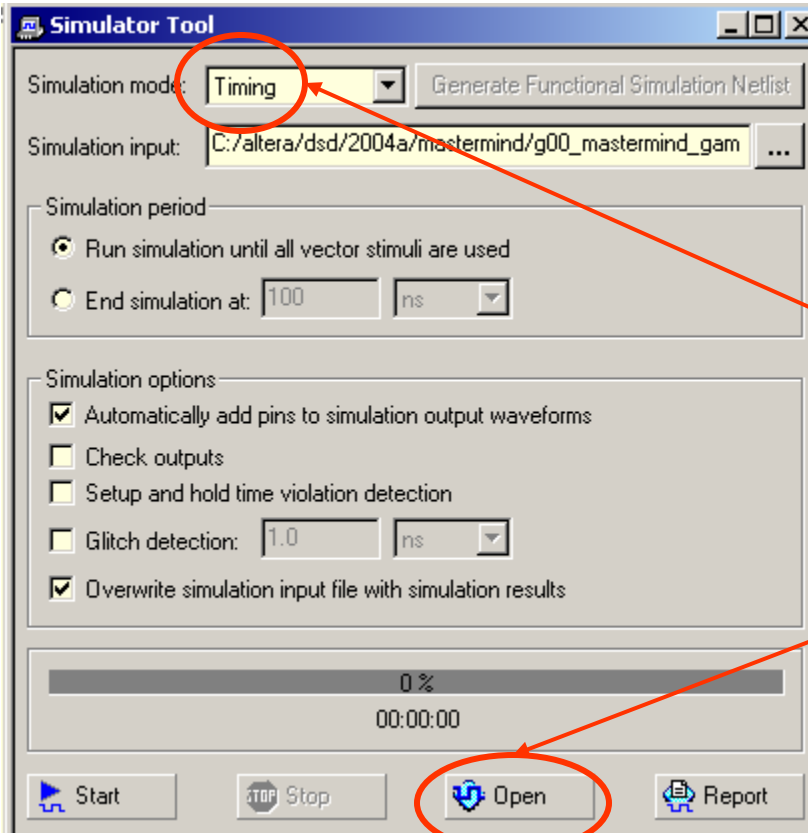 Simulator Tool
Simulation mode: Timing Generate Functional Simulation Netlist
Simulation input: C:/altera/dsd/2004a/mastermind/g00_mastermind_gam ...
Simulation period
Run simulation until all vector stimuli are used
End simulation at: 100 ns
Simulation options
Automatically add pins to simulation output waveforms
Check outputs
Setup and hold time violation detection
Glitch detection: 1.0 ns
Overwrite simulation input file with simulation results
0 %
00:00:00
Start STOP Stop Open Report